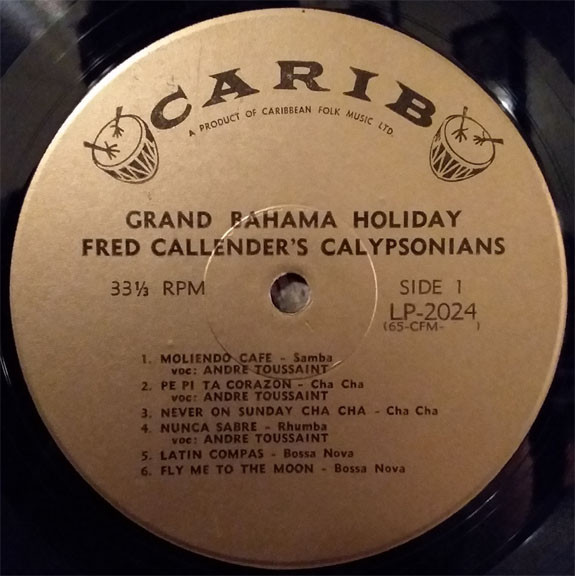 CARIB
A PRODUCT OF CARIBBEAN FOLK MUSIC LTD.
GRAND BAHAMA HOLIDAY
FRED CALLENDER'S CALYPSONIANS
33⅓ RPM
SIDE 1
LP-2024
(65-CFM- )
1. MOLIENDO CAFE - Samba
voc: ANDRE TOUSSAINT
2. PE PI TA CORAZON - Cha Cha
voc: ANDRE TOUSSAINT
3. NEVER ON SUNDAY CHA CHA - Cha Cha
4. NUNCA SABRE - Rhumba
voc: ANDRE TOUSSAINT
5. LATIN COMPAS - Bossa Nova
6. FLY ME TO THE MOON - Bossa Nova